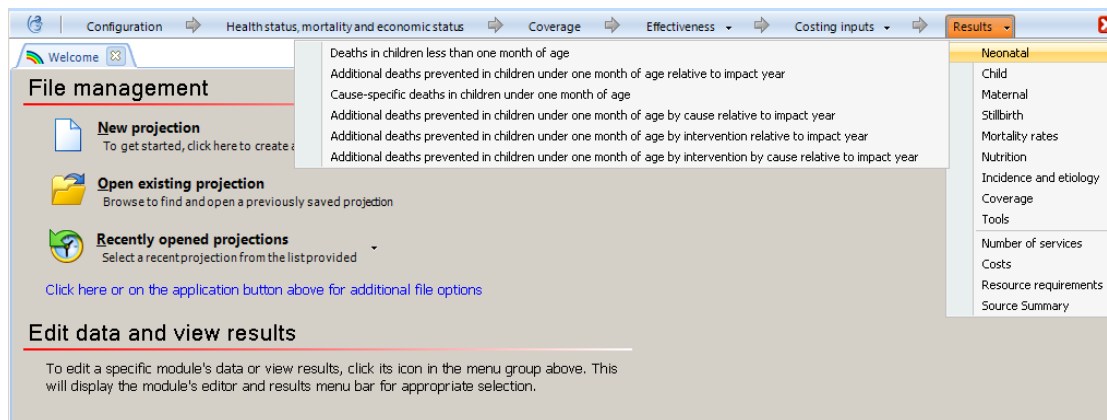 Configuration Health status, mortality and economic status Coverage Effectiveness Costing inputs Results
Welcome
Deaths in children less than one month of age
Additional deaths prevented in children under one month of age relative to impact year
Cause-specific deaths in children under one month of age
Additional deaths prevented in children under one month of age by cause relative to impact year
Additional deaths prevented in children under one month of age by intervention relative to impact year
Additional deaths prevented in children under one month of age by intervention by cause relative to impact year
Neonatal
Child
Maternal
Stillbirth
Mortality rates
Nutrition
Incidence and etiology
Coverage
Tools
Number of services
Costs
Resource requirements
Source Summary
File management
New projection
To get started, click here to create a
Open existing projection
Browse to find and open a previously saved projection
Recently opened projections
Select a recent projection from the list provided
Click here or on the application button above for additional file options
Edit data and view results
To edit a specific module's data or view results, click its icon in the menu group above. This
will display the module's editor and results menu bar for appropriate selection.